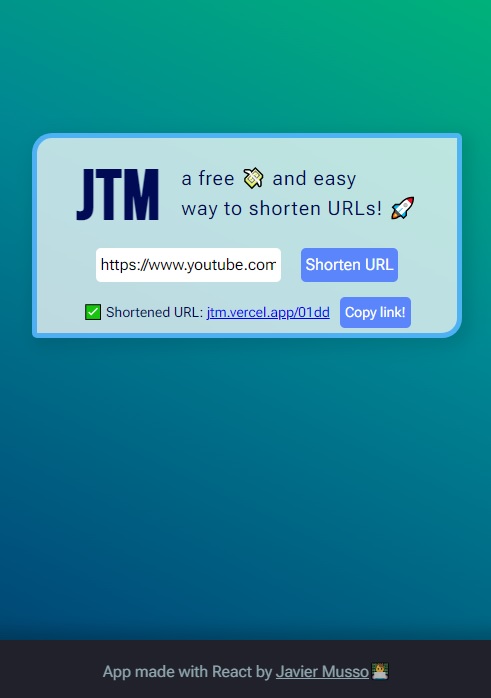 JTM
a free 💸 and easy
way to shorten URLs! 🚀
https://www.youtube.com
Shorten URL
✅ Shortened URL: jtm.vercel.app/01dd
Copy link!
App made with React by Javier Musso 👨‍💻